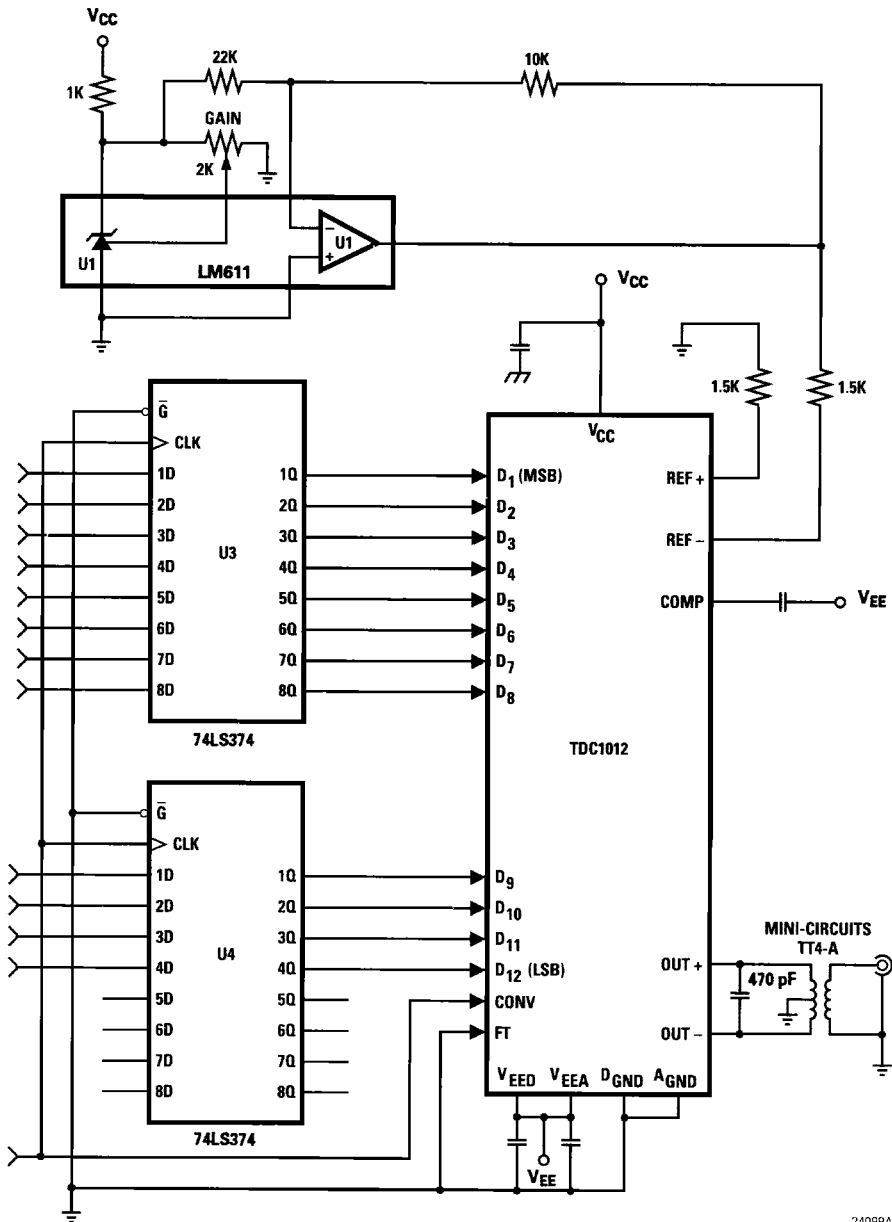 VCC
22K
10K
1K
GAIN
2K
U1
U1
−
+
LM611
VCC
1.5K
1.5K
G̅
CLK
1D
2D
3D
4D
5D
6D
7D
8D
U3
1Q
2Q
3Q
4Q
5Q
6Q
7Q
8Q
74LS374
VCC
D1 (MSB)
D2
D3
D4
D5
D6
D7
D8
REF +
REF −
COMP
VEE
TDC1012
G̅
CLK
1D
2D
3D
4D
5D
6D
7D
8D
U4
1Q
2Q
3Q
4Q
5Q
6Q
7Q
8Q
74LS374
D9
D10
D11
D12 (LSB)
CONV
FT
MINI-CIRCUITS
TT4-A
OUT +
470 pF
OUT −
VEED
VEEA
DGND
AGND
VEE
24098A